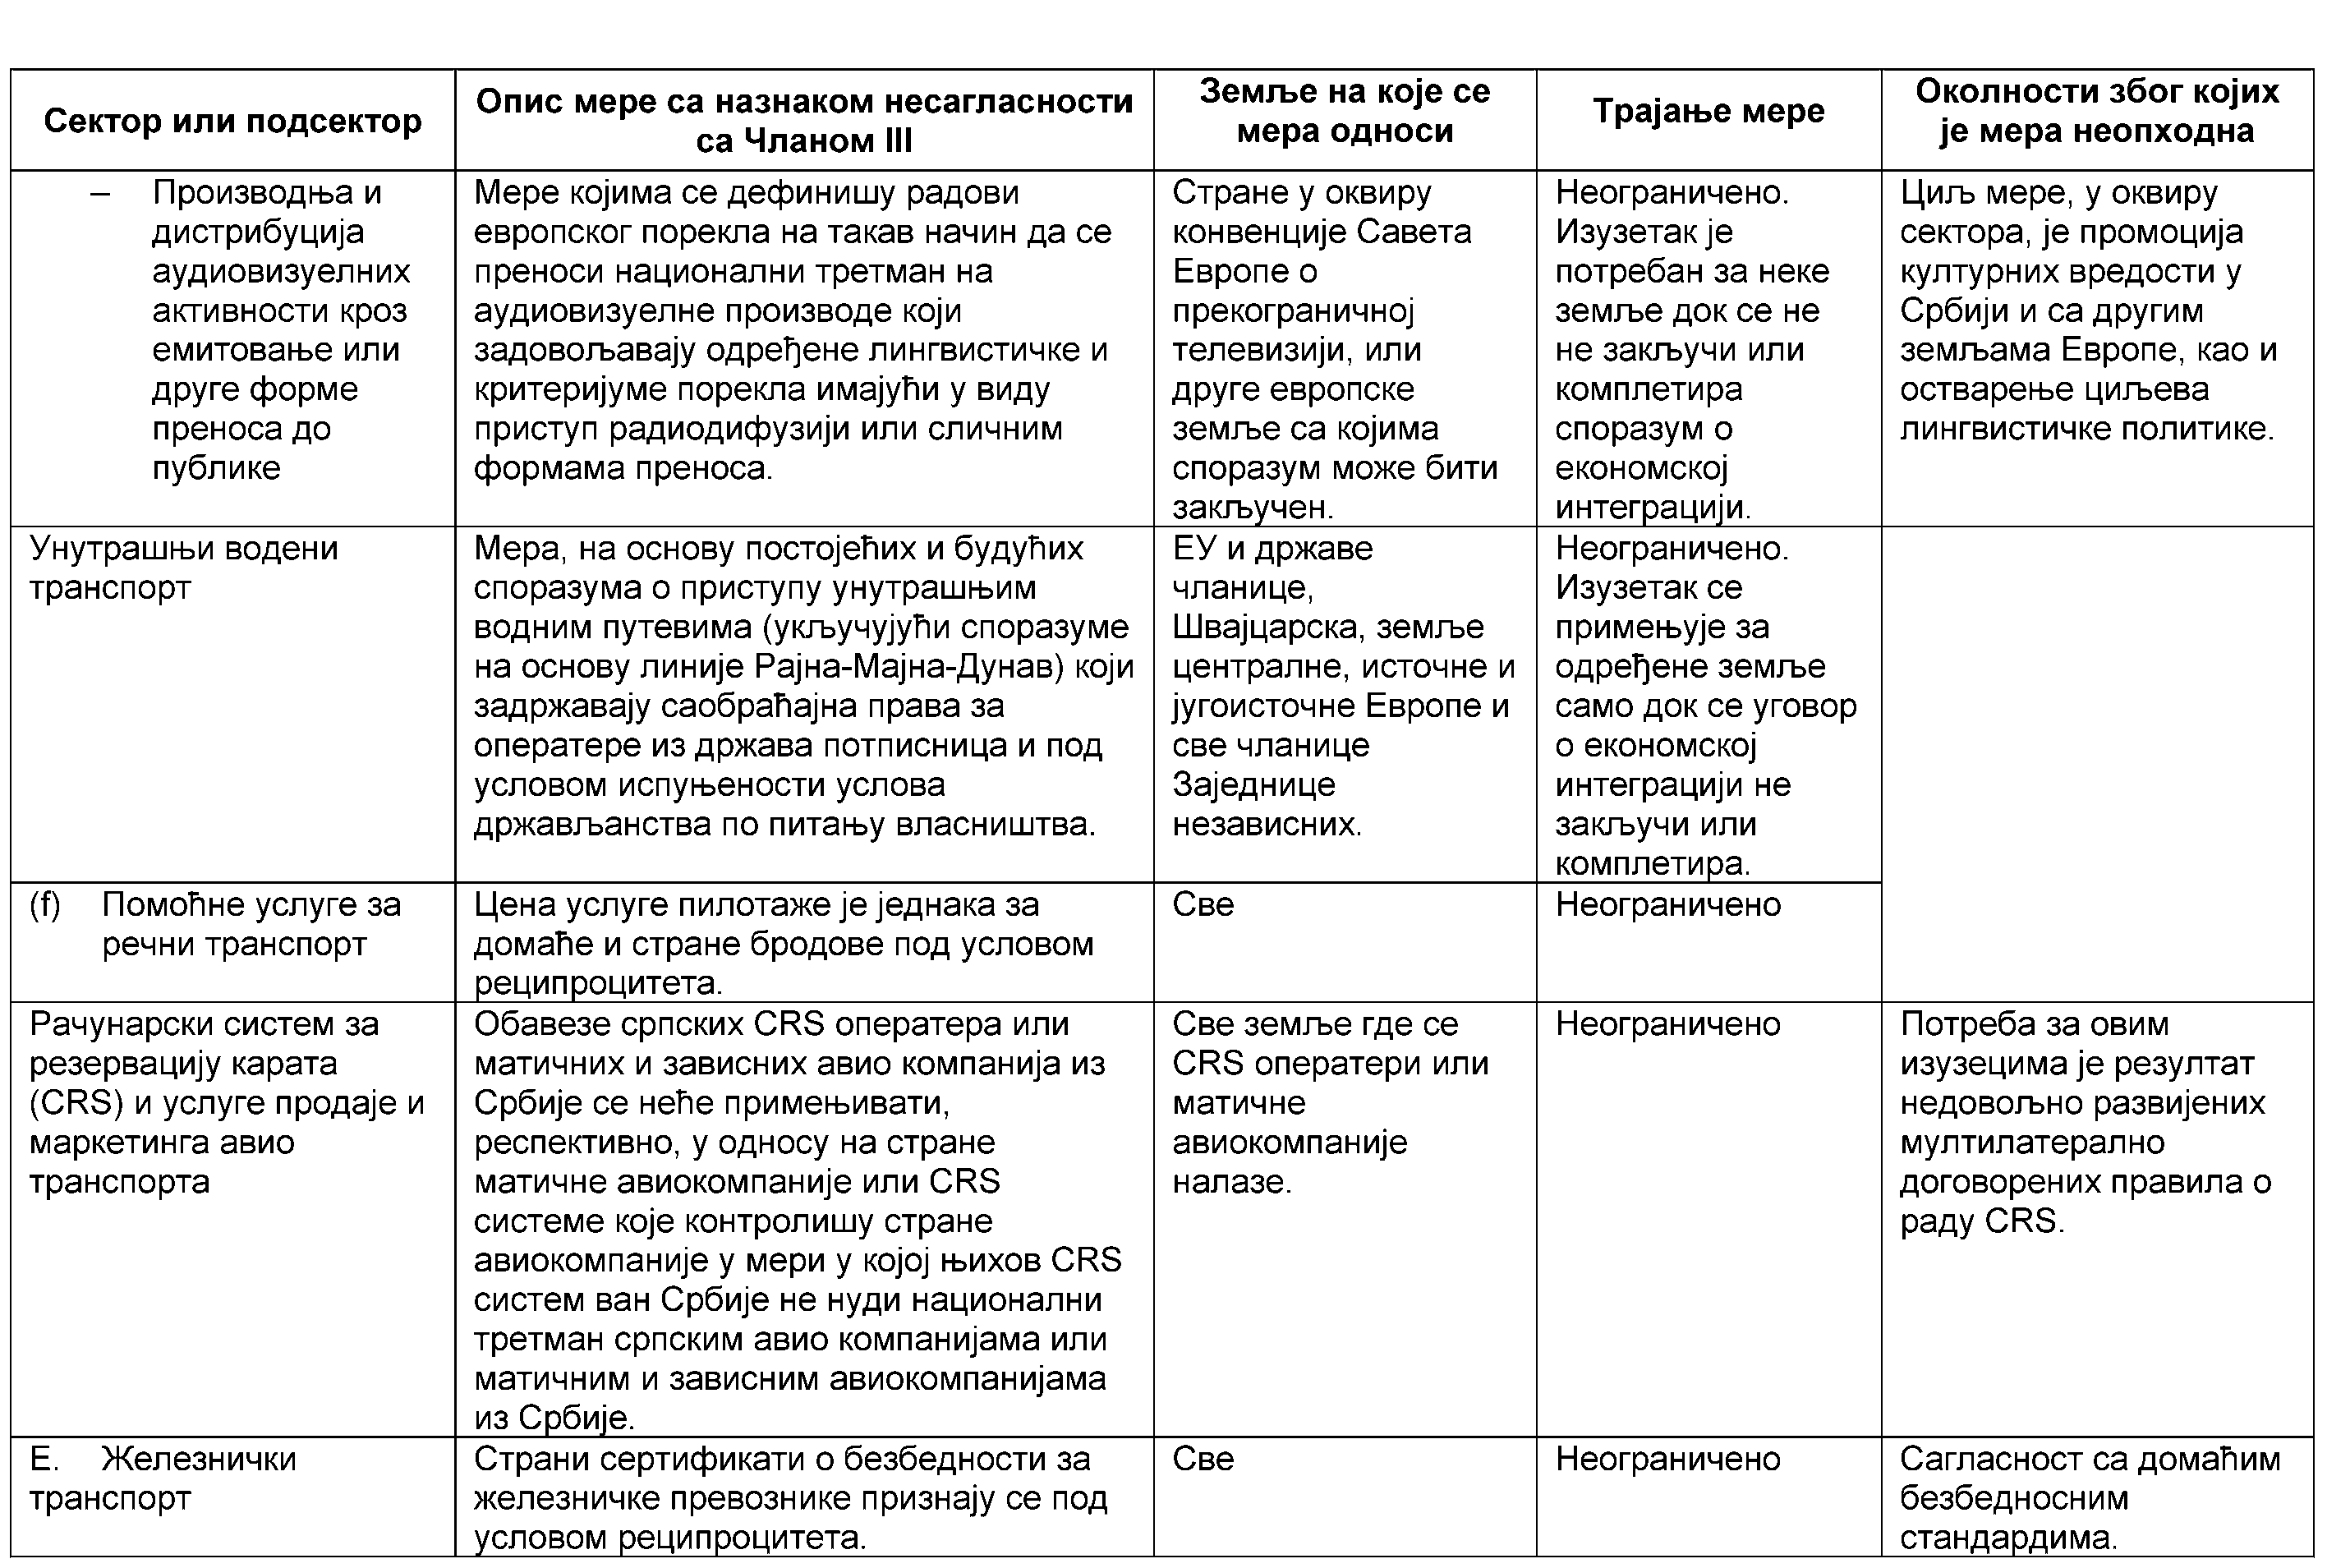 Сектор или подсектор
Опис мере са назнаком несагласности
са Чланом III
Земље на које се
мера односи
Трајање мере
Околности због којих
је мера неопходна
– Производња и
дистрибуција
аудиовизуелних
активности кроз
емитовање или
друге форме
преноса до
публике
Мере којима се дефинишу радови
европског порекла на такав начин да се
преноси национални третман на
аудиовизуелне производе који
задовољавају одређене лингвистичке и
критеријуме порекла имајући у виду
приступ радиодифузији или сличним
формама преноса.
Стране у оквиру
конвенције Савета
Европе о
прекограничној
телевизији, или
друге европске
земље са којима
споразум може бити
закључен.
Неограничено.
Изузетак је
потребан за неке
земље док се не
не закључи или
комплетира
споразум о
економској
интеграцији.
Циљ мере, у оквиру
сектора, је промоција
културних вредости у
Србији и са другим
земљама Европе, као и
остварење циљева
лингвистичке политике.
Унутрашњи водени
транспорт
Мера, на основу постојећих и будућих
споразума о приступу унутрашњим
водним путевима (укључујући споразуме
на основу линије Рајна-Мајна-Дунав) који
задржавају саобраћајна права за
оператере из држава потписница и под
условом испуњености услова
држављанства по питању власништва.
ЕУ и државе
чланице,
Швајцарска, земље
централне, источне и
југоисточне Европе и
све чланице
Заједнице
независних.
Неограничено.
Изузетак се
примењује за
одређене земље
само док се уговор
о економској
интеграцији не
закључи или
комплетира.
(f) Помоћне услуге за
речни транспорт
Цена услуге пилотаже је једнака за
домаће и стране бродове под условом
реципроцитета.
Све
Неограничено
Рачунарски систем за
резервацију карата
(CRS) и услуге продаје и
маркетинга авио
транспорта
Обавезе српских CRS оператера или
матичних и зависних авио компанија из
Србије се неће примењивати,
респективно, у односу на стране
матичне авиокомпаније или CRS
системе које контролишу стране
авиокомпаније у мери у којој њихов CRS
систем ван Србије не нуди национални
третман српским авио компанијама или
матичним и зависним авиокомпанијама
из Србије.
Све земље где се
CRS оператери или
матичне
авиокомпаније
налазе.
Неограничено
Потреба за овим
изузецима је резултат
недовољно развијених
мултилатерално
договорених правила о
раду CRS.
Е. Железнички
транспорт
Страни сертификати о безбедности за
железничке превознике признају се под
условом реципроцитета.
Све
Неограничено
Сагласност са домаћим
безбедносним
стандардима.